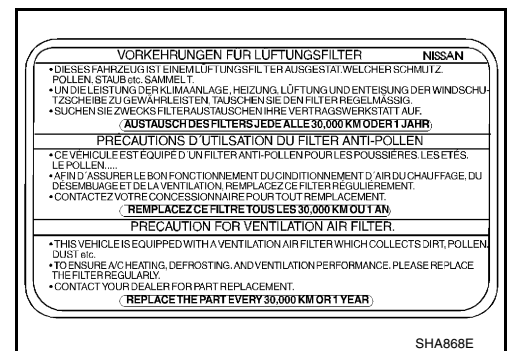 VORKEHRUNGEN FUR LUFTUNGSFILTER NISSAN
• DIESES FAHRZEUG IST EINEM LÜFTUNGSFILTER AUSGESTAT.WELCHER SCHMUTZ.
POLLEN. STAUB etc. SAMMELT.
• UN DIE LEISTUNG DER KLIMAANLAGE, HEIZUNG, LÜFTUNG UND ENTEISUNG DER WINDSCHU-
TZSCHEIBE ZU GEWÄHRLEISTEN, TAUSCHEN SIE DEN FILTER REGELMÄSSIG.
• SUCHEN SIE ZWECKS FILTERAUSTAUSCHEN IHRE VERTRAGSWERKSTATT AUF.
AUSTAUSCH DES FILTERS JEDE ALLE 30,000 KM ODER 1 JAHR
PRECAUTIONS D´UTILSATION DU FILTER ANTI-POLLEN
• CE VÉHICULE EST ÉQUIPE D´UN FILTER ANTI-POLLEN POUR LES POUSSIÈRES. LES ETÉS.
LE POLLEN.....
• AFIN D´ASSURER LE BON FONCTIONNEMENT DU CINDITIONNEMENT D´AIR DU CHAUFFAGE, DU
DÉSEMBUAGE ET DE LA VENTILATION, REMPLACEZ CE FILTER RÉGULIÈREMENT.
• CONTACTEZ VOTRE CONCESSIONNAIRE POUR TOUT REMPLACEMENT.
REMPLACEZ CE FILTRE TOUS LES 30,000 KM OU 1 AN
PRECAUTION FOR VENTILATION AIR FILTER.
• THIS VEHICLE IS EQUIPPED WITH A VENTILATION AIR FILTER WHICH COLLECTS DIRT, POLLEN,
DUST etc.
• TO ENSURE A/C HEATING, DEFROSTING. AND VENTILATION PERFORMANCE. PLEASE REPLACE
THE FILTER REGULARLY.
• CONTACT YOUR DEALER FOR PART REPLACEMENT.
REPLACE THE PART EVERY 30,000 KM OR 1 YEAR
SHA868E